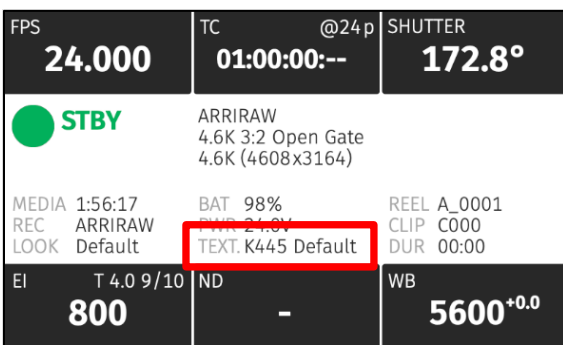 FPS
24.000
TC @24p
01:00:00:--
SHUTTER
172.8°
STBY
ARRIRAW
4.6K 3:2 Open Gate
4.6K (4608x3164)
MEDIA 1:56:17
REC ARRIRAW
LOOK Default
BAT 98%
PWR 24.0V
TEXT. K445 Default
REEL A_0001
CLIP C000
DUR 00:00
EI T 4.0 9/10
800
ND
-
WB
5600+0.0